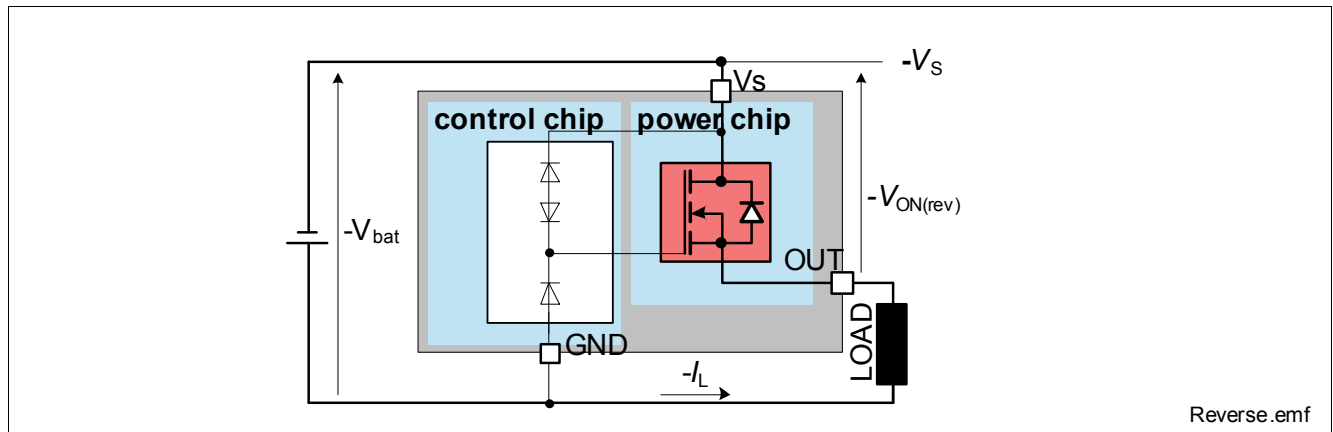 -VS
Vs
control chip power chip
-Vbat
-VON(rev)
OUT
LOAD
GND
-IL
Reverse.emf